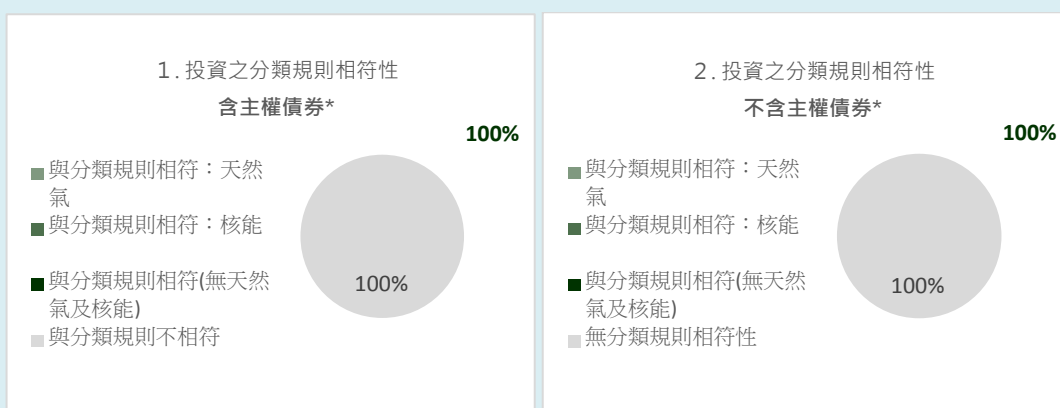 1.投資之分類規則相符性
含主權債券*
100%
與分類規則相符：天然
氣
與分類規則相符：核能
與分類規則相符(無天然
氣及核能)
與分類規則不相符
100%
2.投資之分類規則相符性
不含主權債券*
100%
與分類規則相符：天然
氣
與分類規則相符：核能
與分類規則相符(無天然
氣及核能)
無分類規則相符性
100%